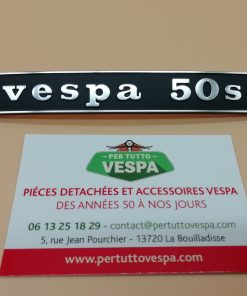 vespa 50s
PER TUTTO
VESPA
PIÈCES DETACHÉES ET ACCESSOIRES VESPA
DES ANNÉES 50 À NOS JOURS
06 13 25 18 29 - contact@pertuttovespa.com
5, rue Jean Pourchier - 13720 La Bouilladisse
www.pertuttovespa.com